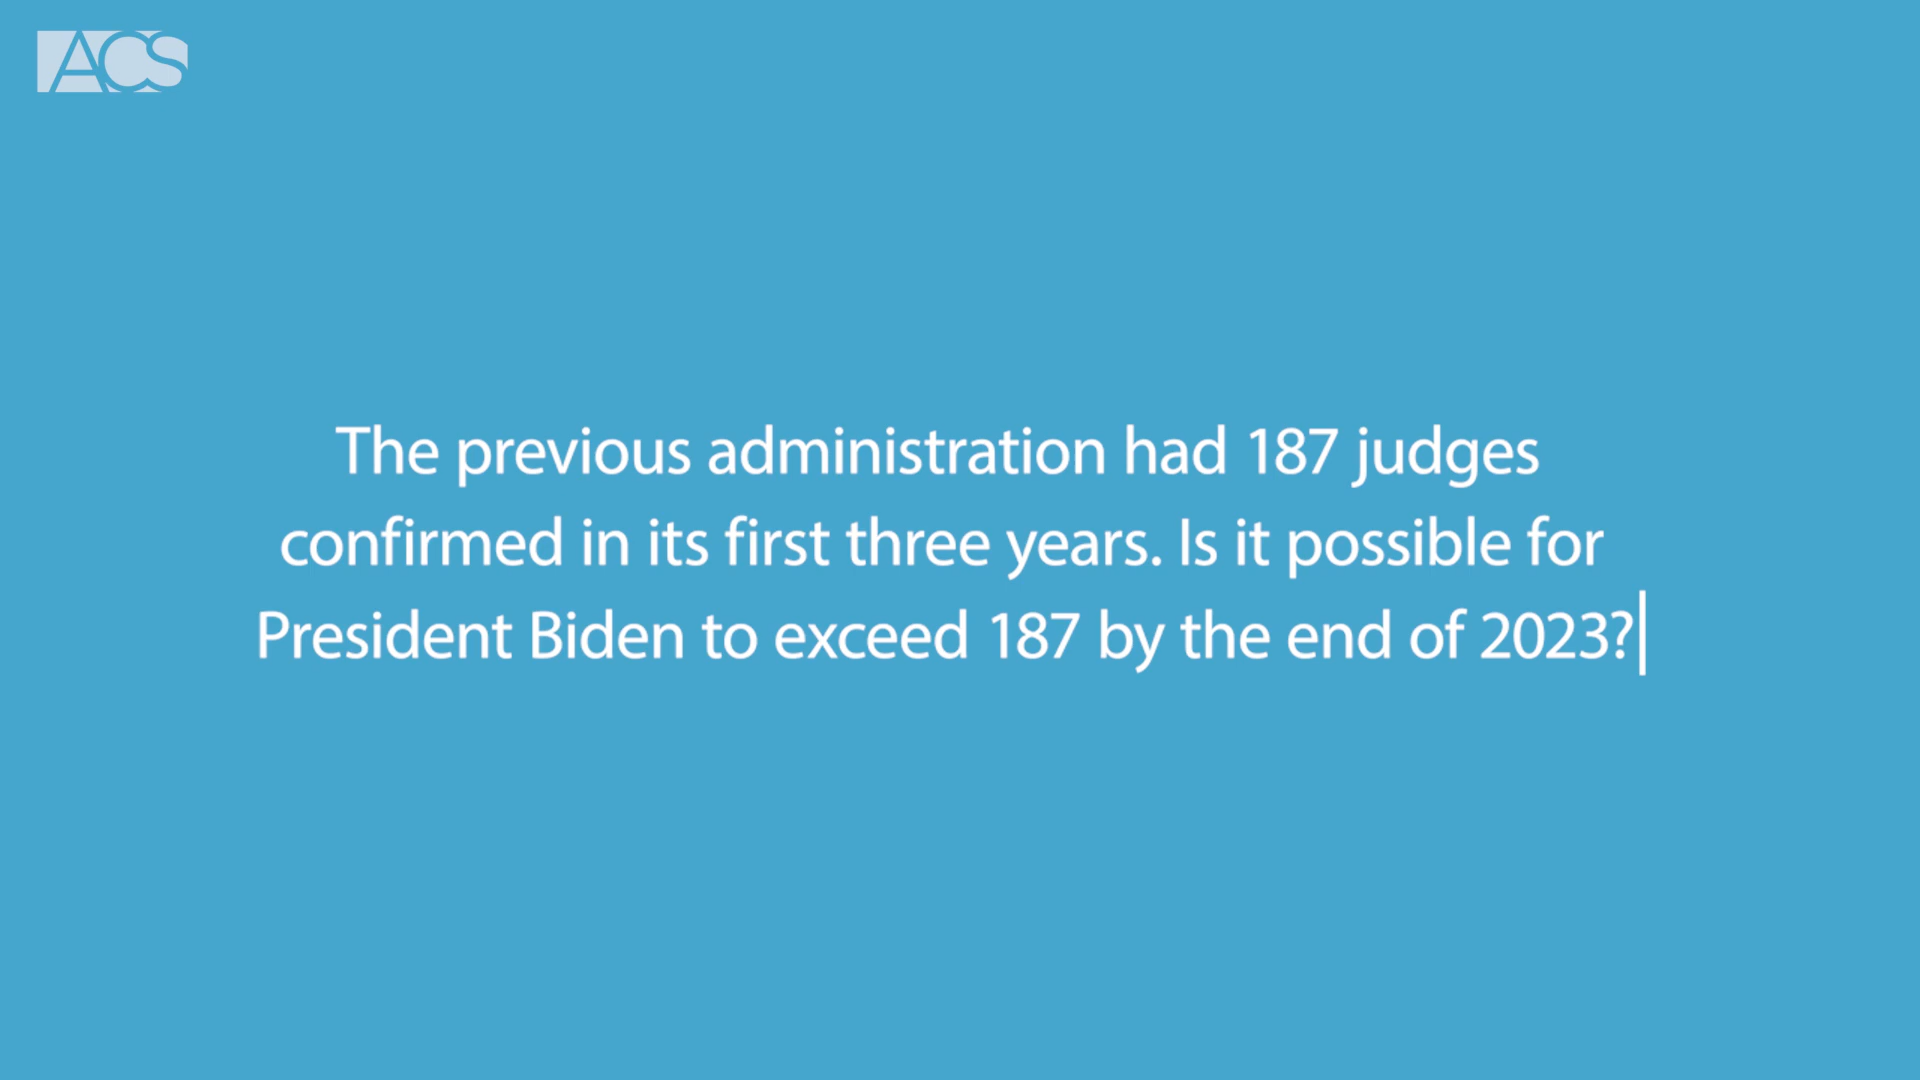 ACS
The previous administration had 187 judges
confirmed in its first three years. Is it possible for
President Biden to exceed 187 by the end of 2023?